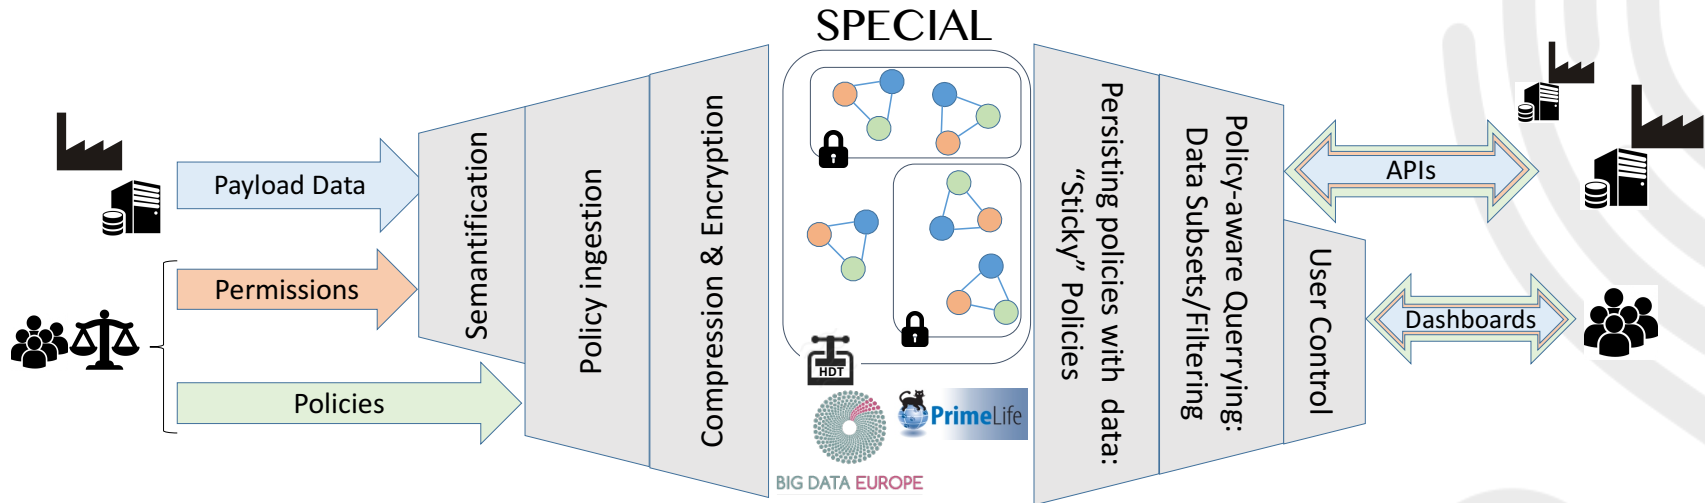 SPECIAL
Payload Data
Permissions
Policies
Semantification
Policy ingestion
Compression & Encryption
HDT
BIG DATA EUROPE
PrimeLife
Persisting policies with data:
“Sticky” Policies
Policy-aware Querrying:
Data Subsets/Filtering
User Control
APIs
Dashboards